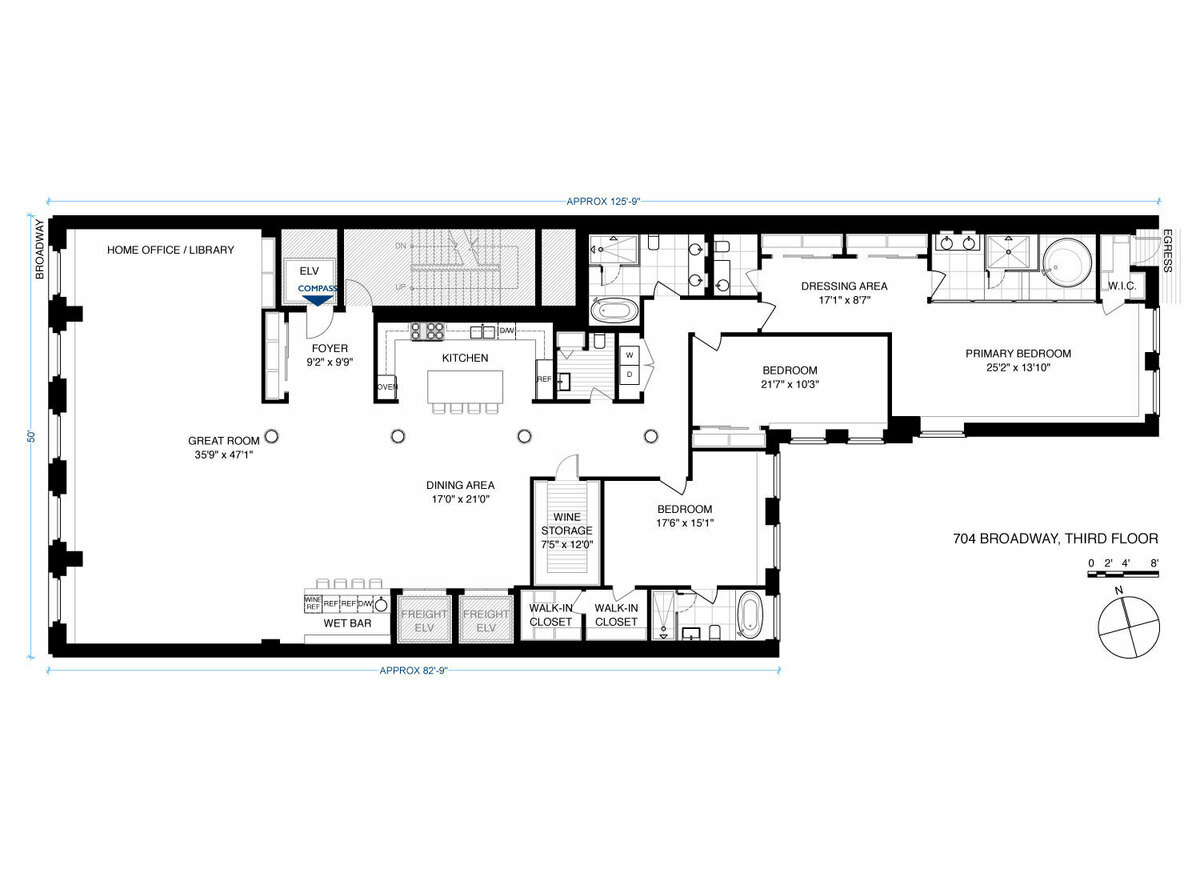 APPROX 125'-9"
BROADWAY
50'
HOME OFFICE / LIBRARY
ELV
COMPASS
DN
UP
FOYER
9'2" x 9'9"
KITCHEN
D/W
OVEN
REF
W
D
DRESSING AREA
17'1" x 8'7"
W.I.C.
EGRESS
PRIMARY BEDROOM
25'2" x 13'10"
BEDROOM
21'7" x 10'3"
GREAT ROOM
35'9" x 47'1"
DINING AREA
17'0" x 21'0"
WINE
STORAGE
7'5" x 12'0"
BEDROOM
17'6" x 15'1"
WINE
REF
REF
REF
D/W
WET BAR
FREIGHT
ELV
FREIGHT
ELV
WALK-IN
CLOSET
WALK-IN
CLOSET
704 BROADWAY, THIRD FLOOR
0 2' 4' 8'
N
APPROX 82'-9"